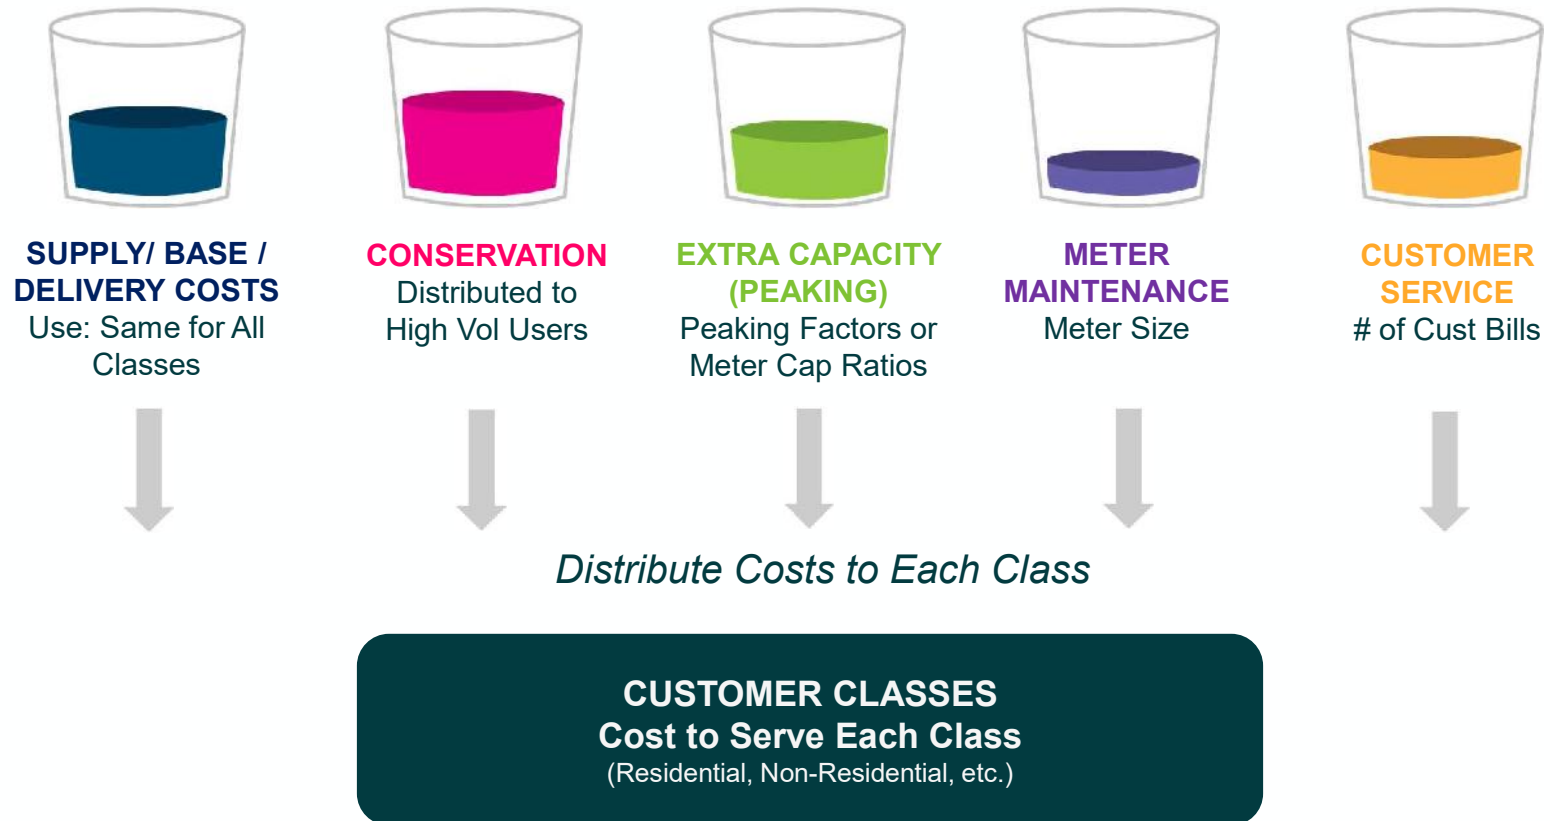 SUPPLY/ BASE /
DELIVERY COSTS
Use: Same for All
Classes
CONSERVATION
Distributed to
High Vol Users
EXTRA CAPACITY
(PEAKING)
Peaking Factors or
Meter Cap Ratios
METER
MAINTENANCE
Meter Size
CUSTOMER
SERVICE
# of Cust Bills
Distribute Costs to Each Class
CUSTOMER CLASSES
Cost to Serve Each Class
(Residential, Non-Residential, etc.)